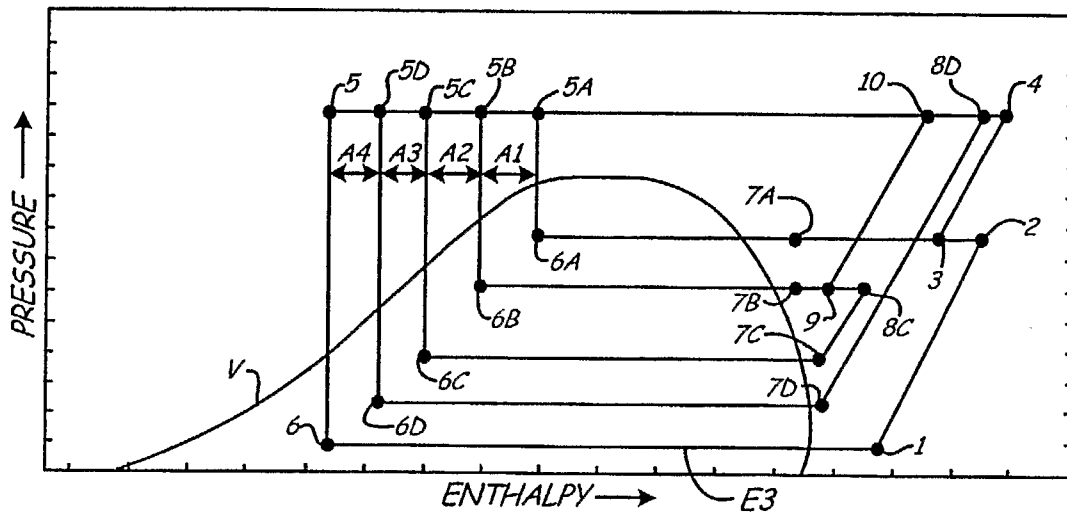 5
5D
5C
5B
5A
10
8D
4
A4
A3
A2
A1
7A
2
6A
3
6B
7B
9
8C
7C
6C
V
7D
6D
6
1
PRESSURE
ENTHALPY
E3